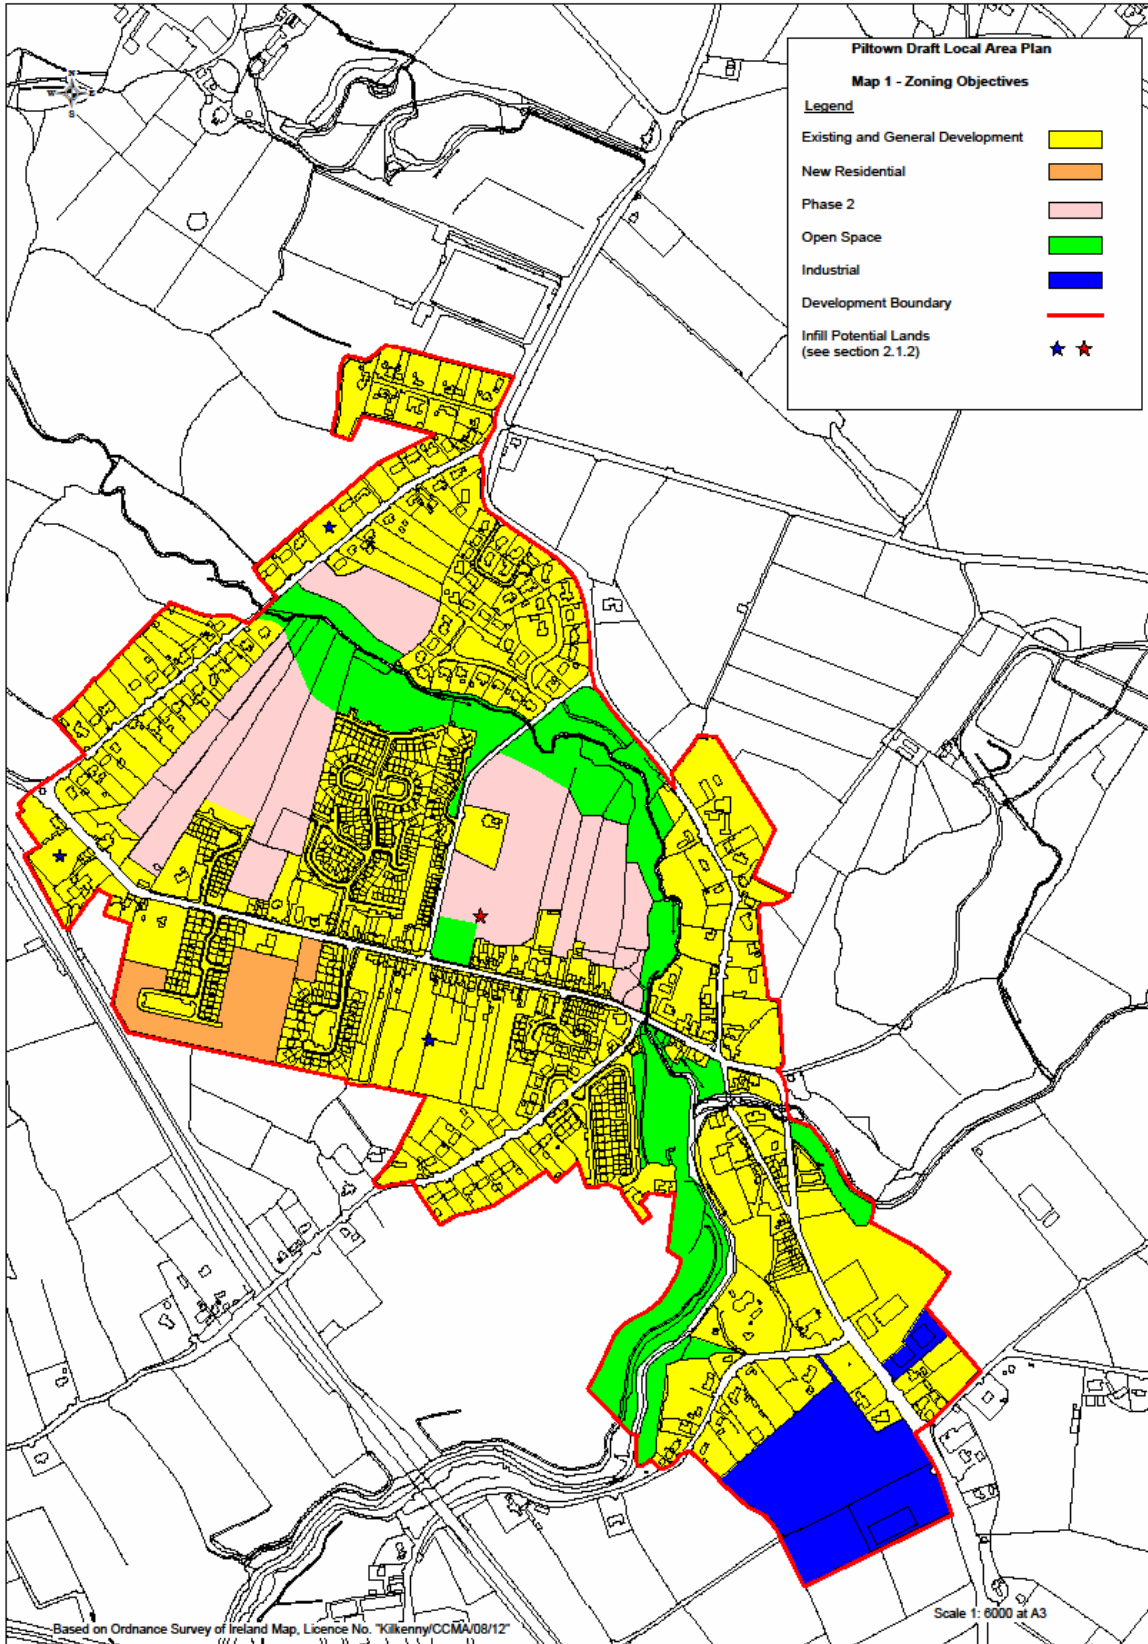 Piltown Draft Local Area Plan
Map 1 - Zoning Objectives
Legend
Existing and General Development
New Residential
Phase 2
Open Space
Industrial
Development Boundary
Infill Potential Lands
(see section 2.1.2)
N
W E
S
Scale 1: 6000 at A3
Based on Ordnance Survey of Ireland Map, Licence No. "Kilkenny/CCMA/08/12"